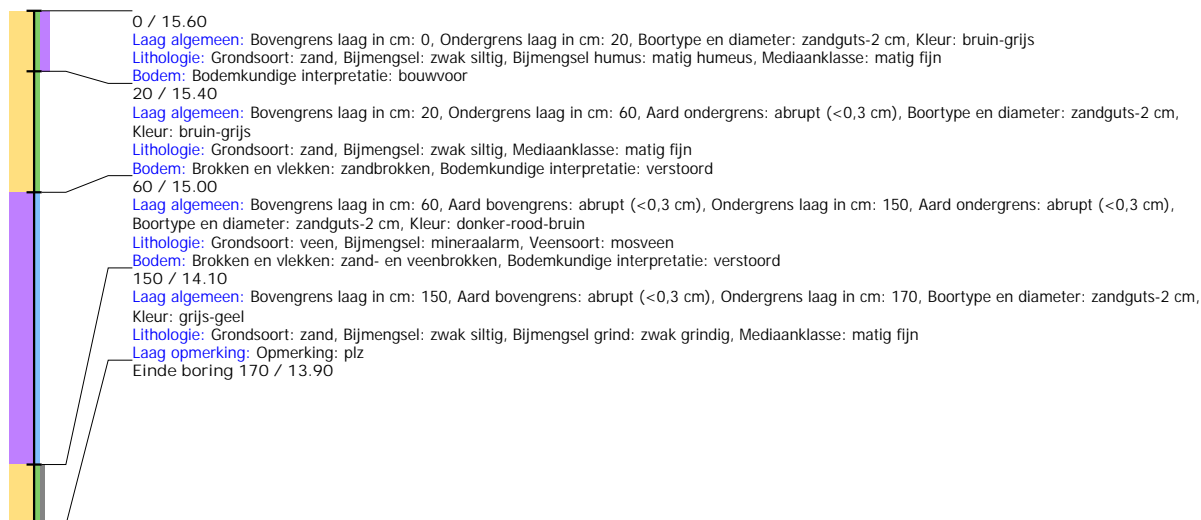 0 / 15.60
Laag algemeen: Bovengrens laag in cm: 0, Ondergrens laag in cm: 20, Boortype en diameter: zandguts-2 cm, Kleur: bruin-grijs
Lithologie: Grondsoort: zand, Bijmengsel: zwak siltig, Bijmengsel humus: matig humeus, Mediaanklasse: matig fijn
Bodem: Bodemkundige interpretatie: bouwvoor
20 / 15.40
Laag algemeen: Bovengrens laag in cm: 20, Ondergrens laag in cm: 60, Aard ondergrens: abrupt (<0,3 cm), Boortype en diameter: zandguts-2 cm,
Kleur: bruin-grijs
Lithologie: Grondsoort: zand, Bijmengsel: zwak siltig, Mediaanklasse: matig fijn
Bodem: Brokken en vlekken: zandbrokken, Bodemkundige interpretatie: verstoord
60 / 15.00
Laag algemeen: Bovengrens laag in cm: 60, Aard bovengrens: abrupt (<0,3 cm), Ondergrens laag in cm: 150, Aard ondergrens: abrupt (<0,3 cm),
Boortype en diameter: zandguts-2 cm, Kleur: donker-rood-bruin
Lithologie: Grondsoort: veen, Bijmengsel: mineraalarm, Veensoort: mosveen
Bodem: Brokken en vlekken: zand- en veenbrokken, Bodemkundige interpretatie: verstoord
150 / 14.10
Laag algemeen: Bovengrens laag in cm: 150, Aard bovengrens: abrupt (<0,3 cm), Ondergrens laag in cm: 170, Boortype en diameter: zandguts-2 cm,
Kleur: grijs-geel
Lithologie: Grondsoort: zand, Bijmengsel: zwak siltig, Bijmengsel grind: zwak grindig, Mediaanklasse: matig fijn
Laag opmerking: Opmerking: plz
Einde boring 170 / 13.90